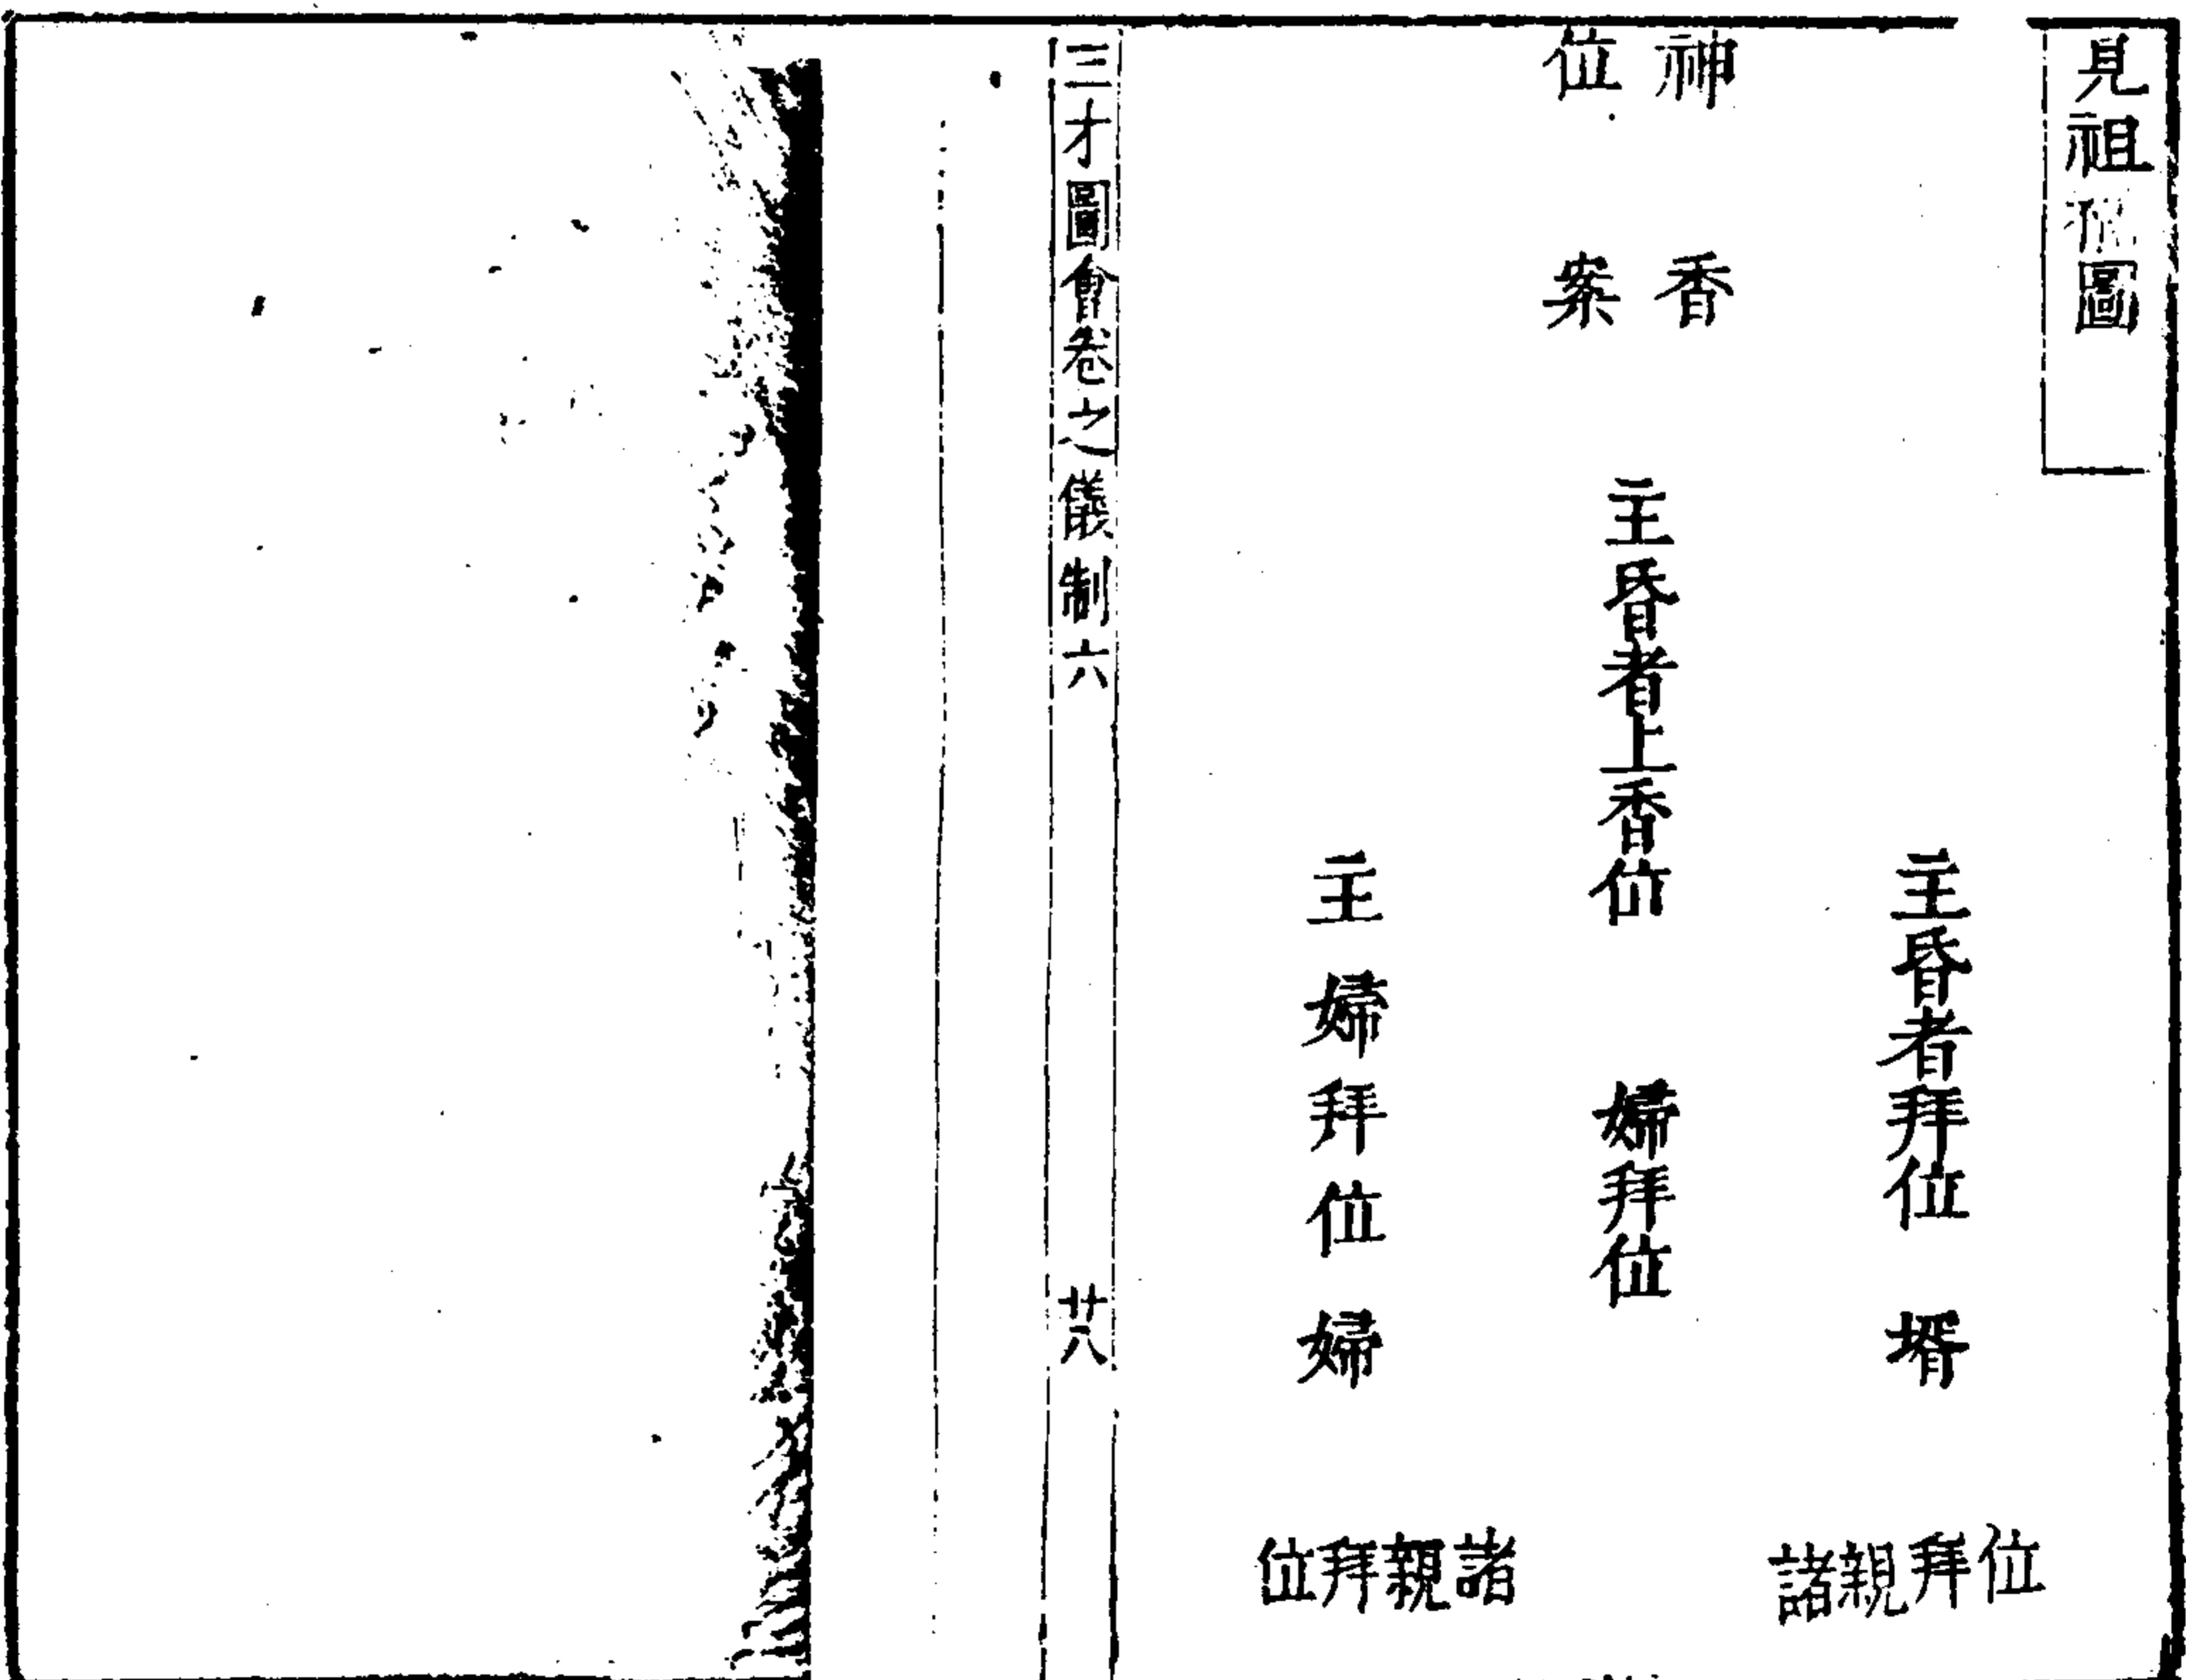 見祖禰圖
神位
香案
主昏者上香位
婦拜位
主昏者拜位
壻
諸親拜位
主婦拜位
婦
諸親拜位
三才圖會卷之儀制六
廿八